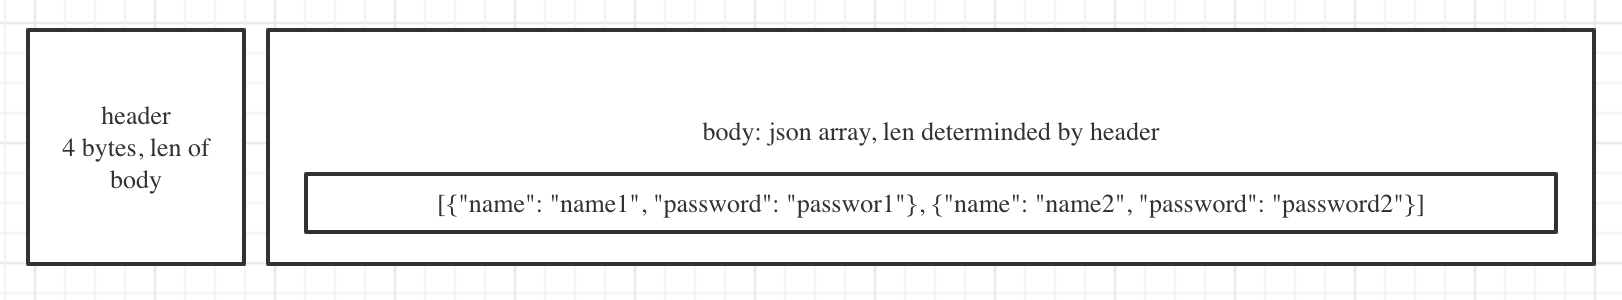 header
4 bytes, len of
body
body: json array, len determinded by header
[{"name": "name1", "password": "passwor1"}, {"name": "name2", "password": "password2"}]